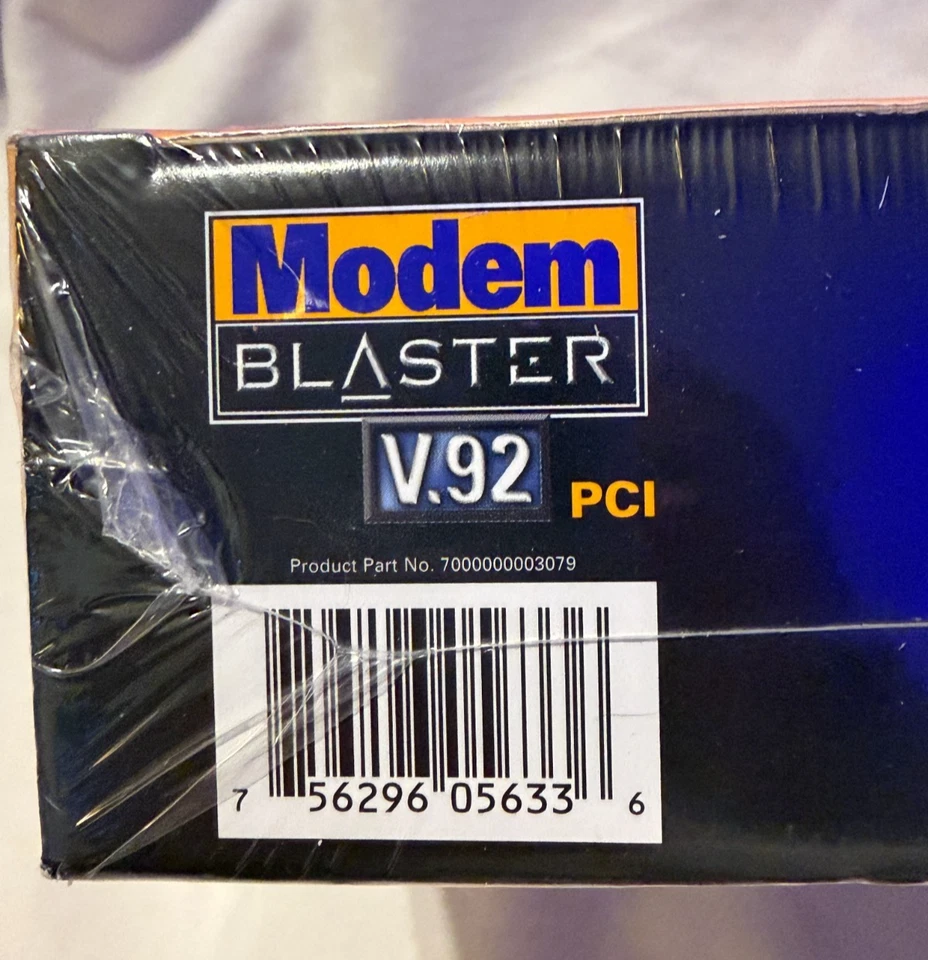 Modem
BLASTER
V.92
PCI
Product Part No. 7000000003079
7 56296 05633 6